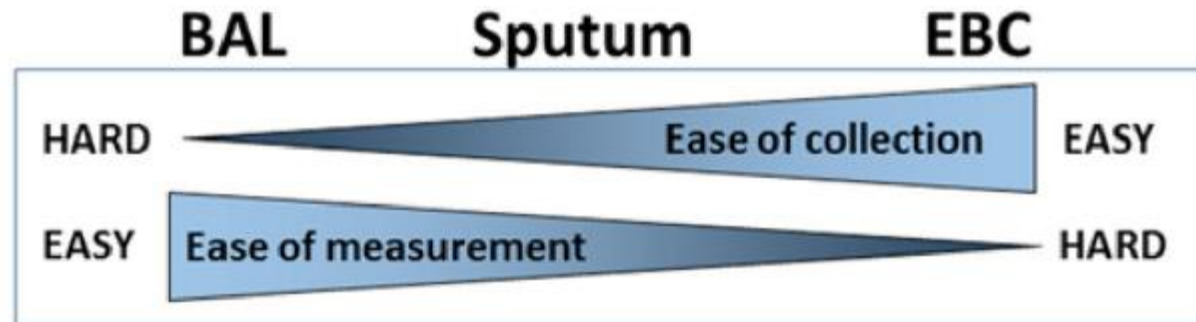 BAL Sputum EBC
HARD Ease of collection EASY
EASY Ease of measurement HARD